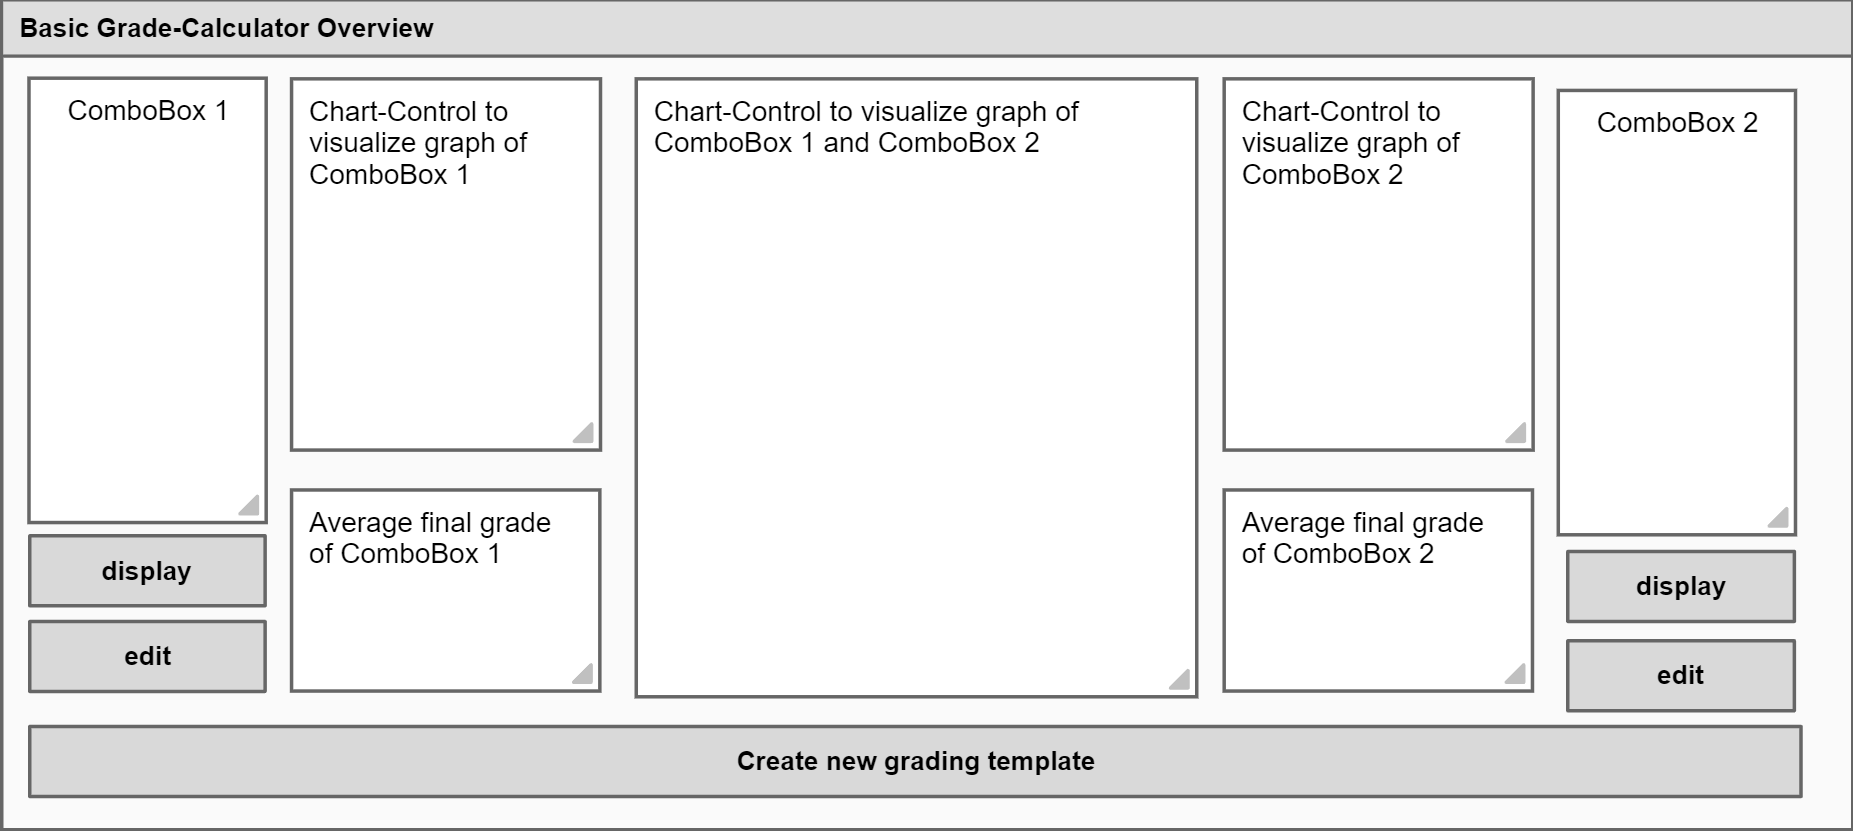 Basic Grade-Calculator Overview
ComboBox 1
Chart-Control to
visualize graph of
ComboBox 1
Chart-Control to visualize graph of
ComboBox 1 and ComboBox 2
Chart-Control to
visualize graph of
ComboBox 2
ComboBox 2
Average final grade
of ComboBox 1
Average final grade
of ComboBox 2
display
edit
display
edit
Create new grading template